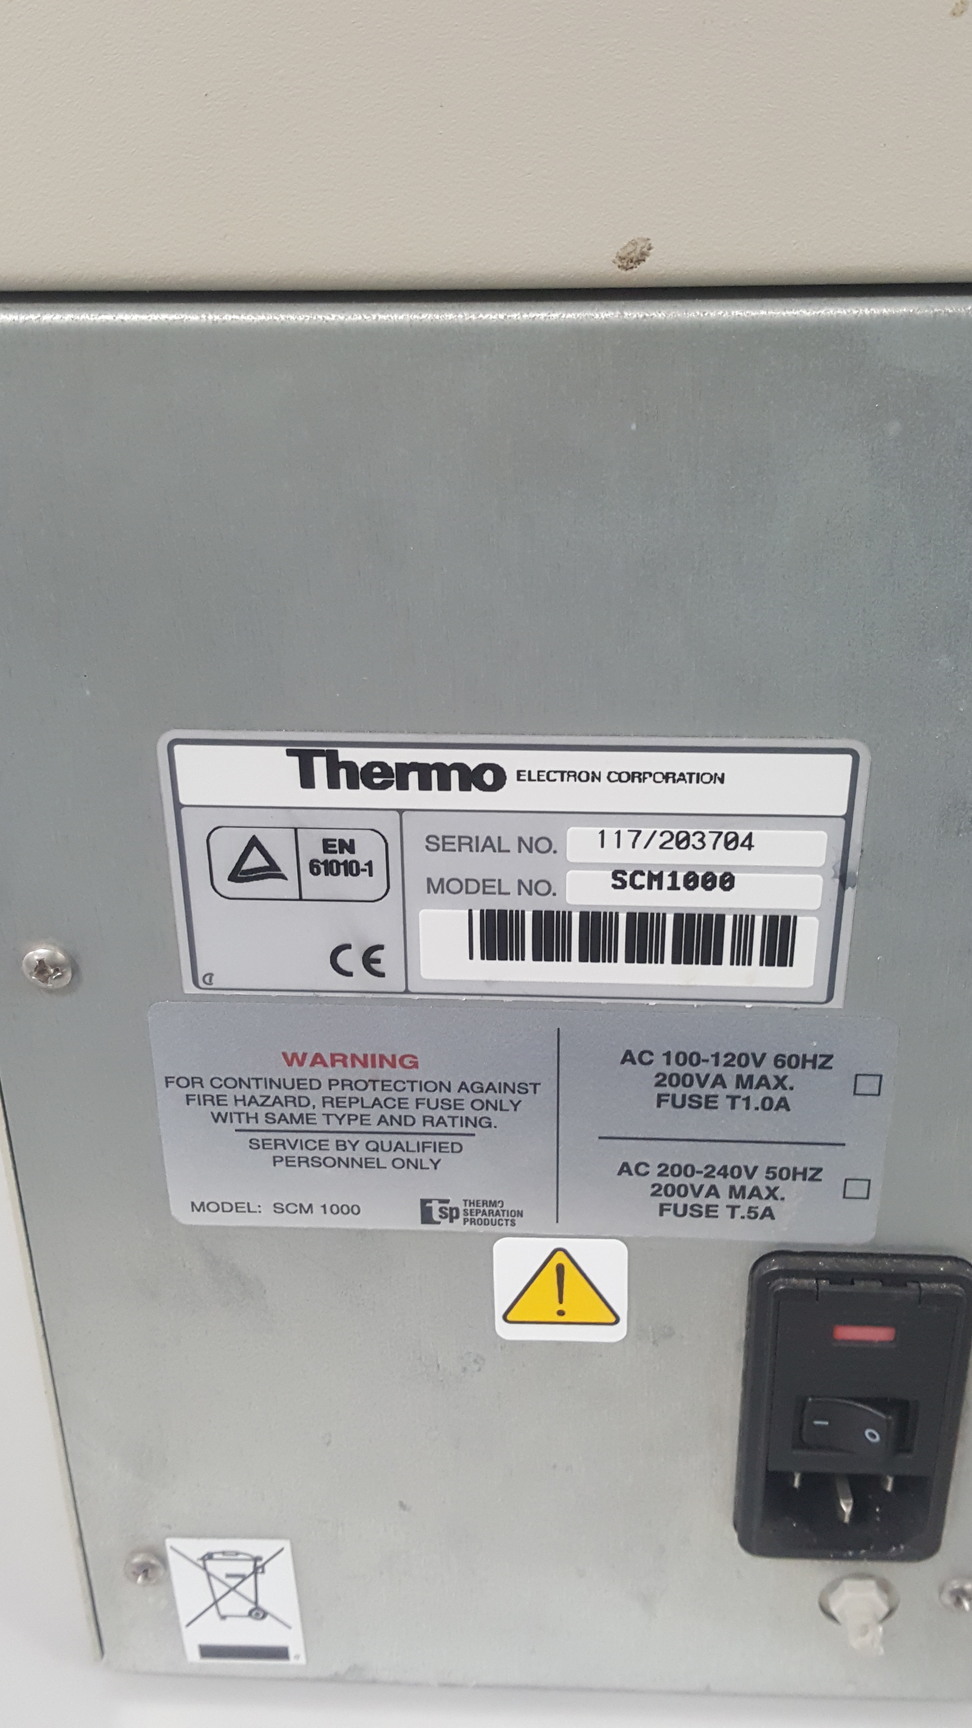 Thermo ELECTRON CORPORATION
EN
61010-1
SERIAL NO. 117/203704
MODEL NO. SCM1000
CE
WARNING
FOR CONTINUED PROTECTION AGAINST
FIRE HAZARD, REPLACE FUSE ONLY
WITH SAME TYPE AND RATING.
SERVICE BY QUALIFIED
PERSONNEL ONLY
MODEL: SCM 1000
tsp THERMO
SEPARATION
PRODUCTS
AC 100-120V 60HZ
200VA MAX.
FUSE T1.0A
AC 200-240V 50HZ
200VA MAX.
FUSE T.5A
!
I O